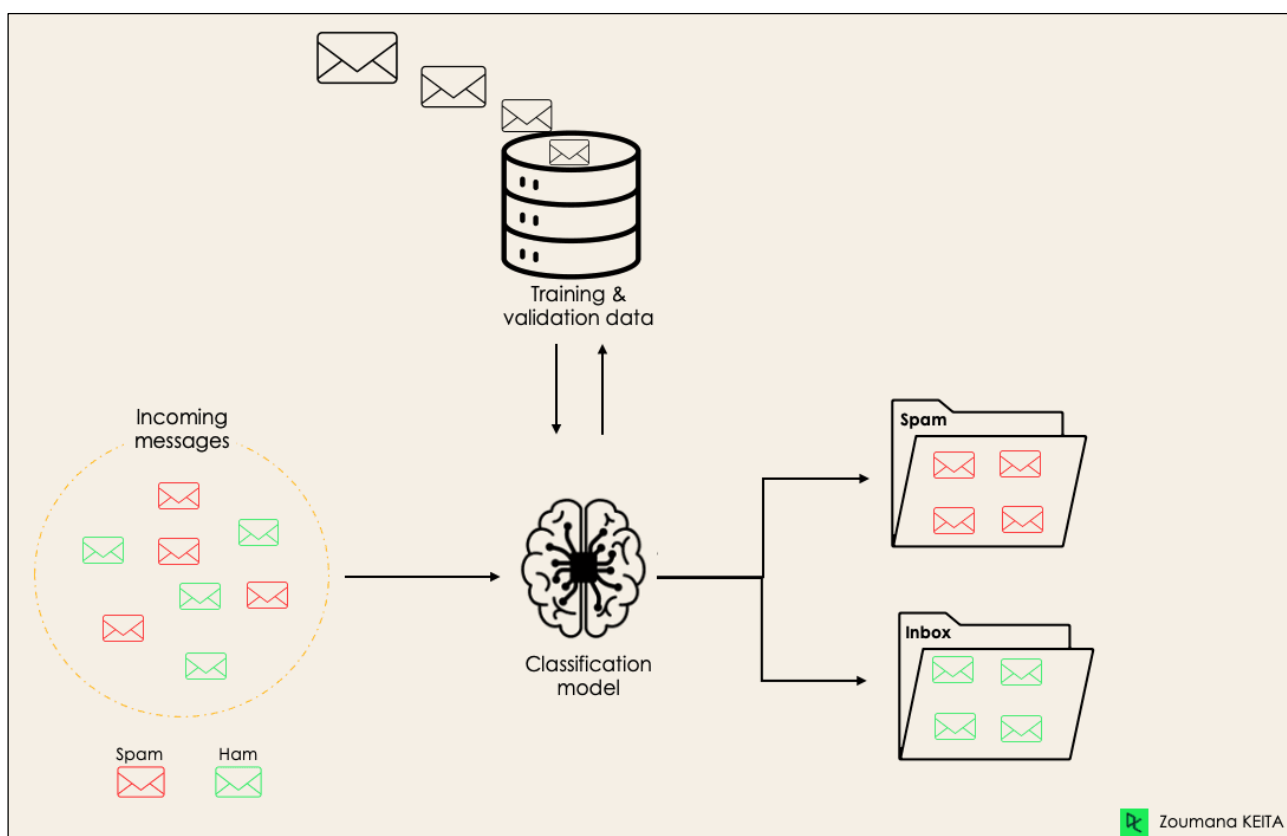 Training &
validation data
Incoming
messages
Spam
Classification
model
Inbox
Spam
Ham
Zoumana KEITA